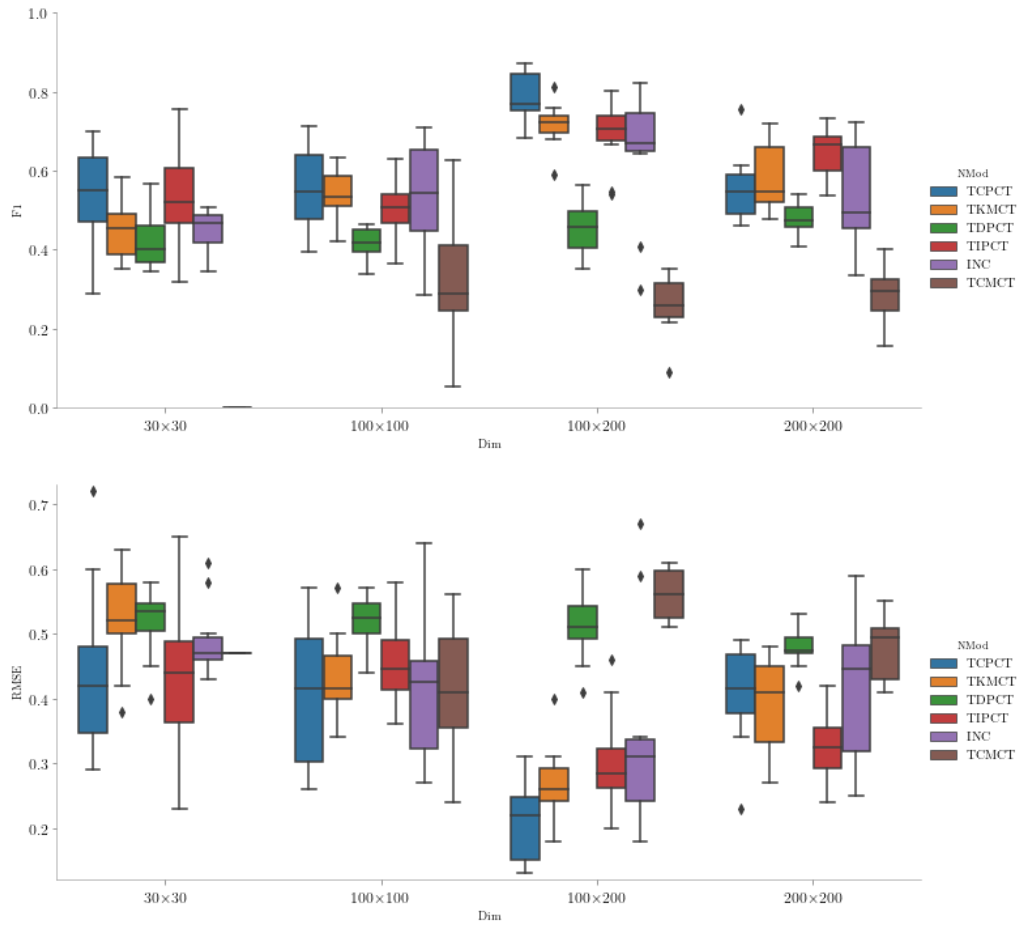 1.0
0.8
0.6
0.4
0.2
0.0
F1
30×30
100×100
100×200
200×200
Dim
NMod
TCPCT
TKMCT
TDPCT
TIPCT
INC
TCMCT
0.7
0.6
0.5
0.4
0.3
0.2
RMSE
30×30
100×100
100×200
200×200
Dim
NMod
TCPCT
TKMCT
TDPCT
TIPCT
INC
TCMCT